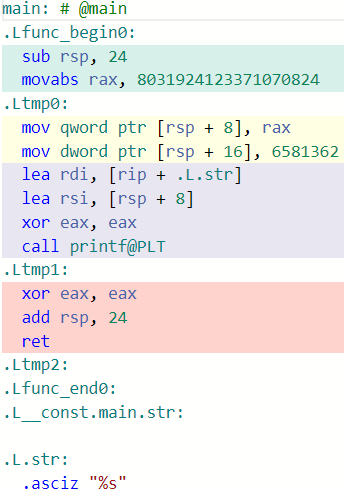 main: # @main
.Lfunc_begin0:
sub rsp, 24
movabs rax, 8031924123371070824
.Ltmp0:
mov qword ptr [rsp + 8], rax
mov dword ptr [rsp + 16], 6581362
lea rdi, [rip + .L.str]
lea rsi, [rsp + 8]
xor eax, eax
call printf@PLT
.Ltmp1:
xor eax, eax
add rsp, 24
ret
.Ltmp2:
.Lfunc_end0:
.L__const.main.str:
.L.str:
.asciz "%s"